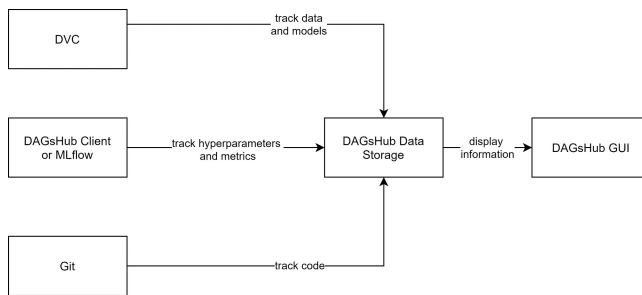 DVC
track data
and models
DAGsHub Client
or MLflow
track hyperparameters
and metrics
DAGsHub Data
Storage
display
information
DAGsHub GUI
Git
track code